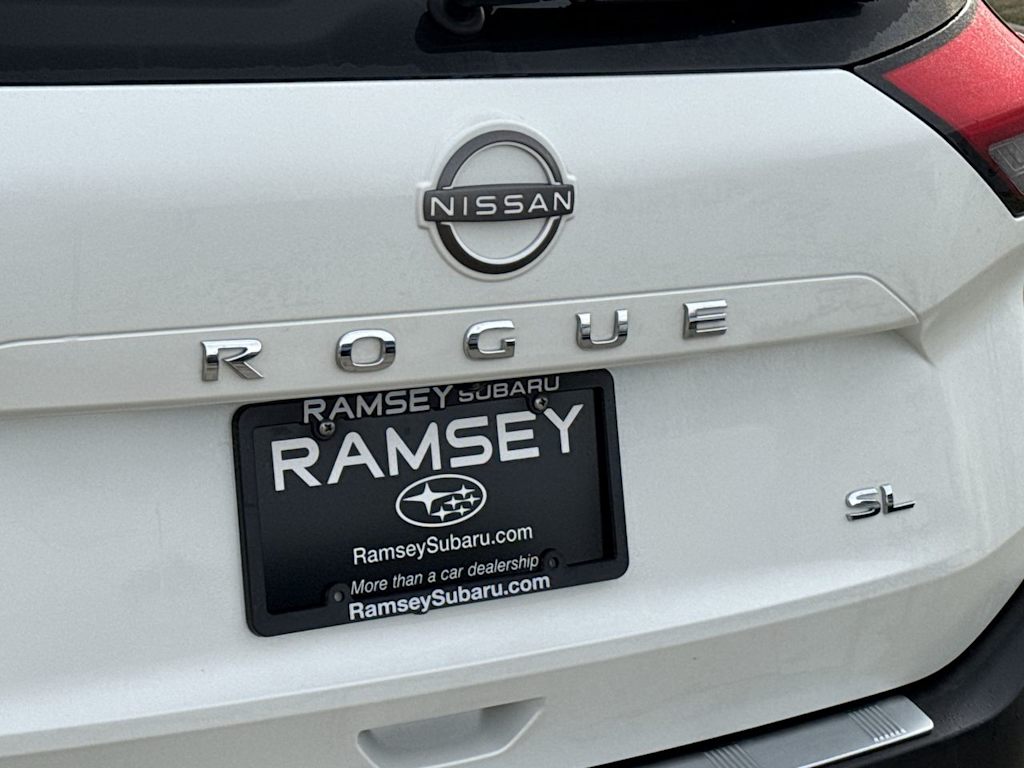 NISSAN
ROGUE
RAMSEY SUBARU
RAMSEY
RamseySubaru.com
More than a car dealership
RamseySubaru.com
SL